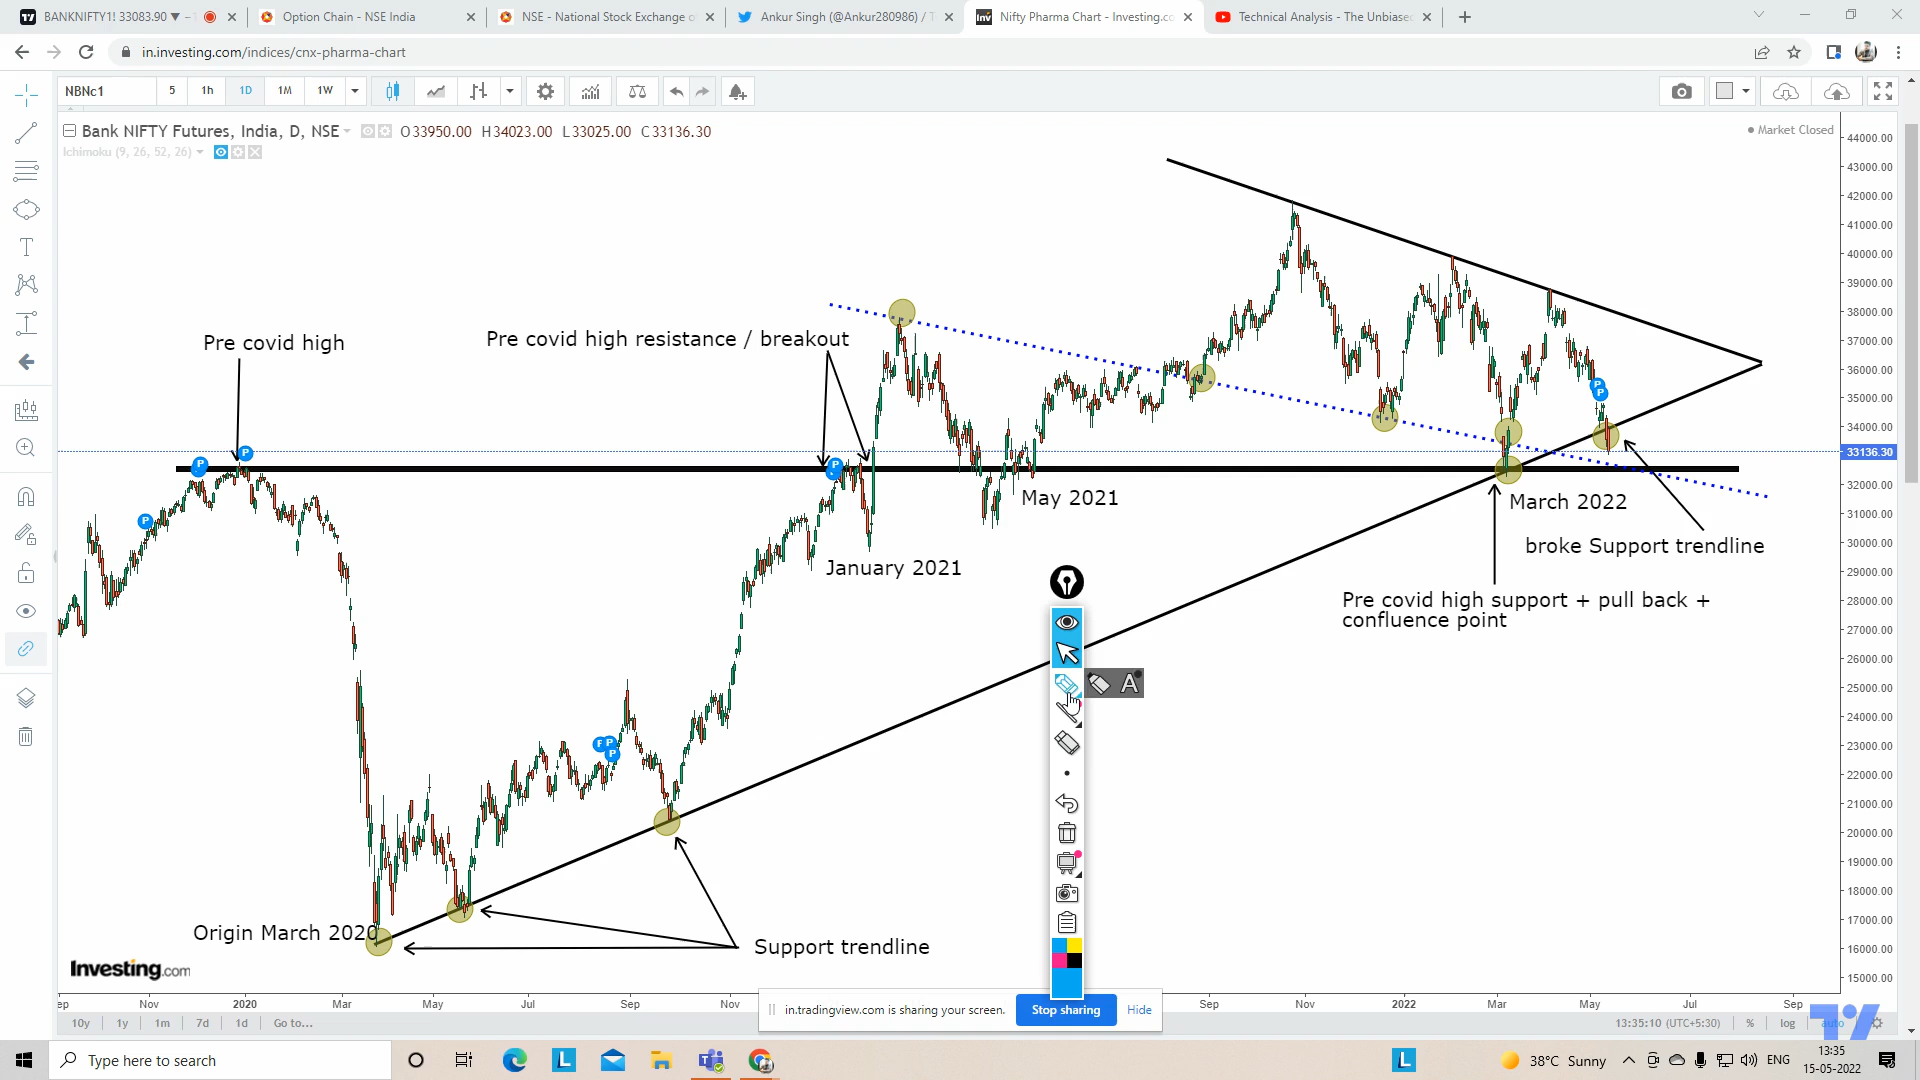 BANKNIFTY1! 33083.90 ▼ –
Option Chain - NSE India
NSE - National Stock Exchange o
Ankur Singh (@Ankur280986) / T
Nifty Pharma Chart - Investing.co
Technical Analysis - The Unbiase
in.investing.com/indices/cnx-pharma-chart
NBNc1
5
1h
1D
1M
1W
Bank NIFTY Futures, India, D, NSE
O33950.00 H34023.00 L33025.00 C33136.30
Market Closed
Ichimoku (9, 26, 52, 26)
44000.00
43000.00
42000.00
41000.00
40000.00
39000.00
38000.00
37000.00
36000.00
35000.00
34000.00
33136.30
32000.00
31000.00
30000.00
29000.00
28000.00
27000.00
26000.00
25000.00
24000.00
23000.00
22000.00
21000.00
20000.00
19000.00
18000.00
17000.00
16000.00
15000.00
Pre covid high
Pre covid high resistance / breakout
P
P
P
P
P
P
May 2021
March 2022
broke Support trendline
January 2021
Pre covid high support + pull back +
confluence point
A
F
P
P
Origin March 2020
Support trendline
Investing.com
ep
Nov
2020
Mar
May
Jul
Sep
Nov
Sep
Nov
2022
Mar
May
Jul
Sep
in.tradingview.com is sharing your screen.
Stop sharing
Hide
10y
1y
1m
7d
1d
Go to...
13:35:10 (UTC+5:30)
%
log
auto
Type here to search
38°C Sunny
ENG
13:35
15-05-2022